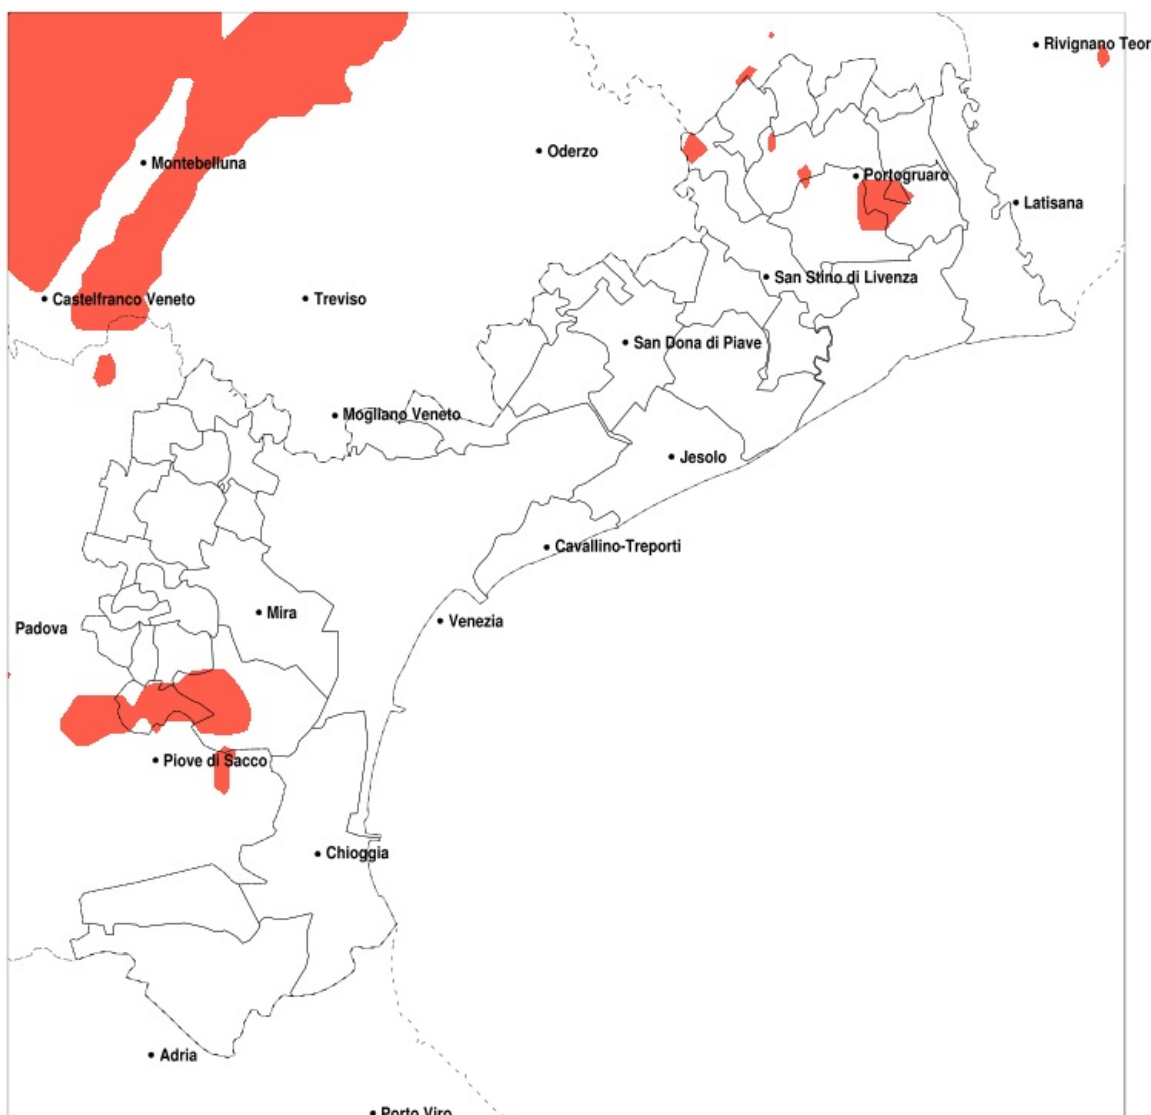 Rivignano Teor
Oderzo
Montebelluna
Portogruaro
Latisana
San Stino di Livenza
Castelfranco Veneto
Treviso
San Dona di Piave
Mogliano Veneto
Jesolo
Cavallino-Treporti
Mira
Venezia
Padova
Piove di Sacco
Chioggia
Adria
Porto Viro